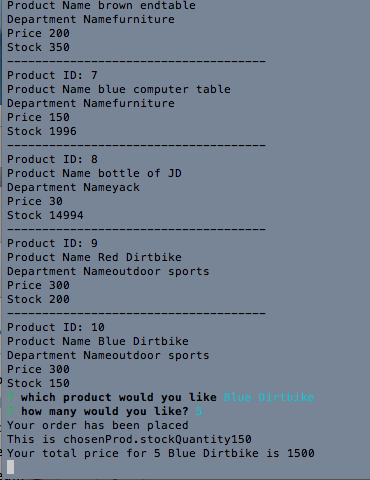 Product Name brown endtable
Department Namefurniture
Price 200
Stock 350
------------------------------------
Product ID: 7
Product Name blue computer table
Department Namefurniture
Price 150
Stock 1996
------------------------------------
Product ID: 8
Product Name bottle of JD
Department Nameyack
Price 30
Stock 14994
------------------------------------
Product ID: 9
Product Name Red Dirtbike
Department Nameoutdoor sports
Price 300
Stock 200
------------------------------------
Product ID: 10
Product Name Blue Dirtbike
Department Nameoutdoor sports
Price 300
Stock 150
? which product would you like Blue Dirtbike
? how many would you like? 5
Your order has been placed
This is chosenProd.stockQuantity150
Your total price for 5 Blue Dirtbike is 1500